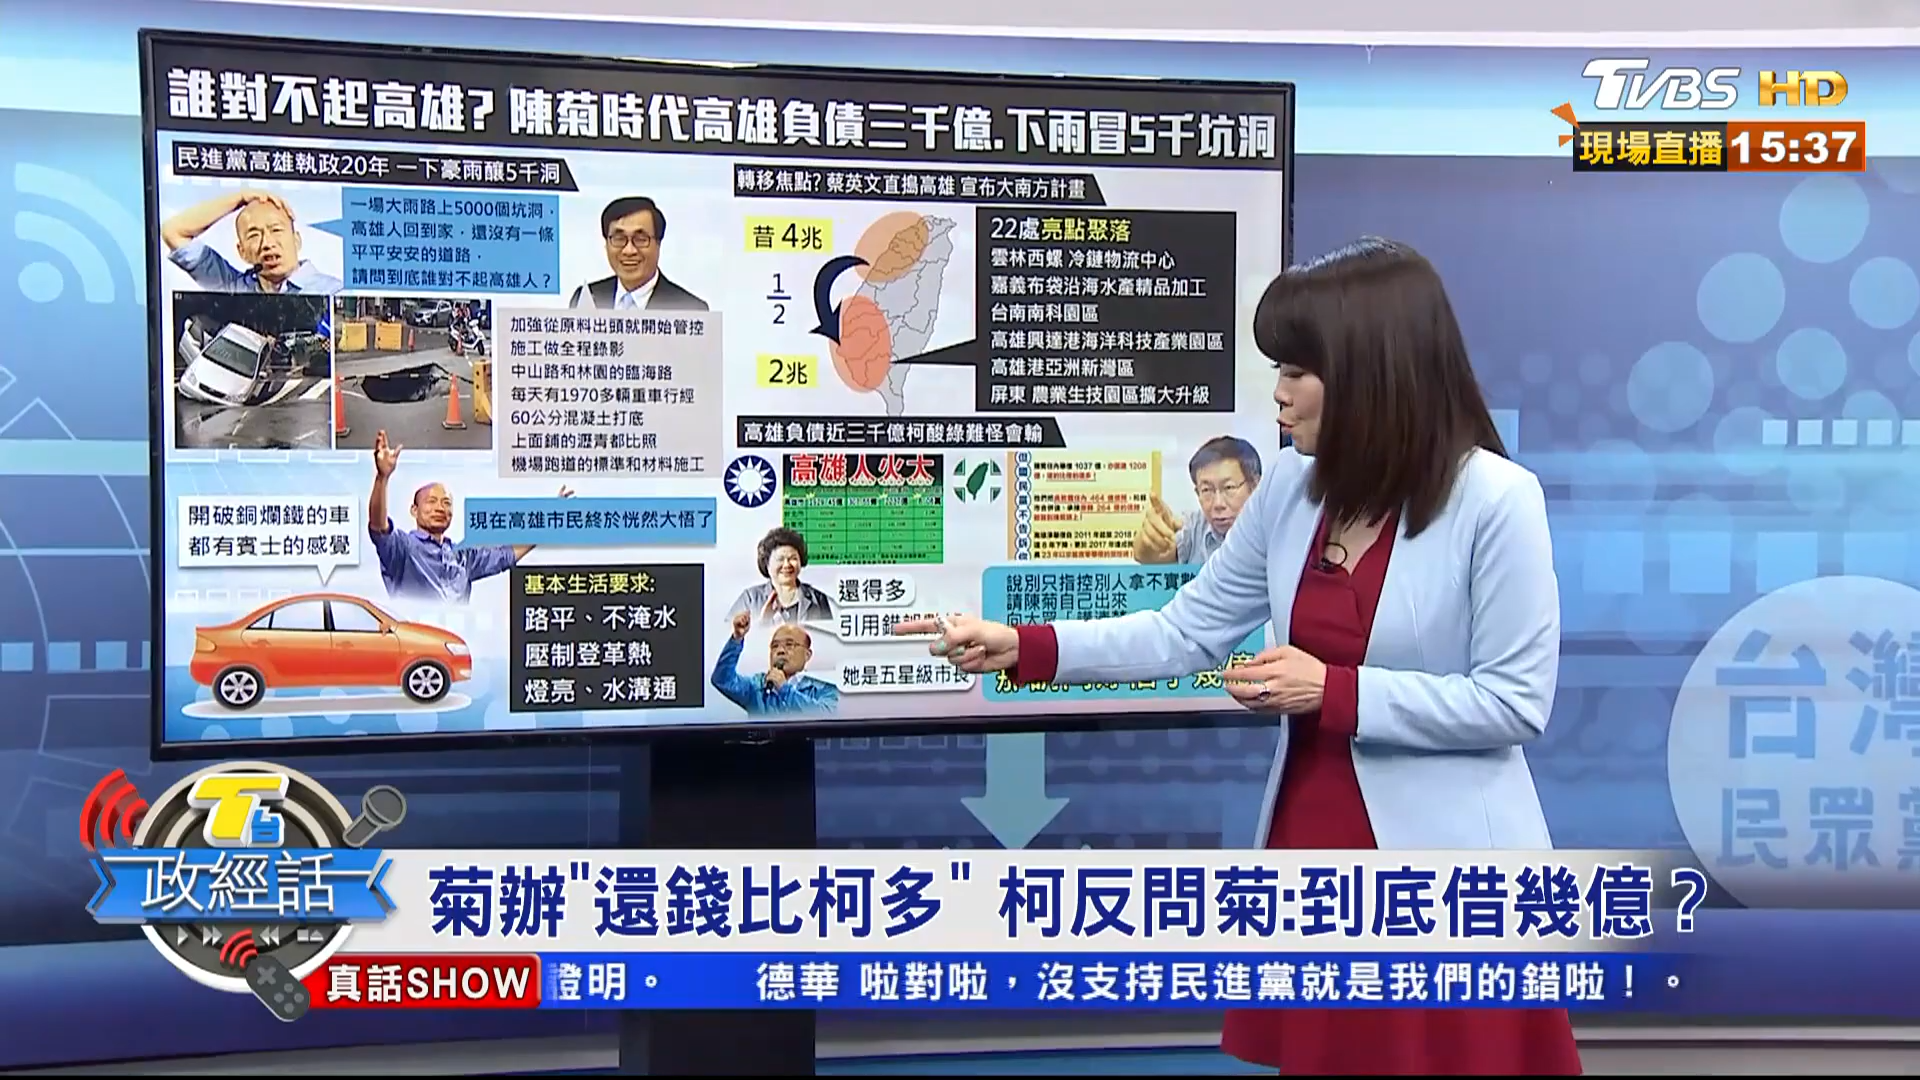 TVBS HD
現場直播 15:37
誰對不起高雄? 陳菊時代高雄負債三千億.下雨冒5千坑洞
民進黨高雄執政20年 一下豪雨釀5千洞
一場大雨路上5000個坑洞，
高雄人回到家，還沒有一條
平平安安的道路，
請問到底誰對不起高雄人？
加強從原料出頭就開始管控
施工做全程錄影
中山路和林園的臨海路
每天有1970多輛重車行經
60公分混凝土打底
上面鋪的瀝青都比照
機場跑道的標準和材料施工
開破銅爛鐵的車
都有賓士的感覺
現在高雄市民終於恍然大悟了
基本生活要求:
路平、不淹水
壓制登革熱
燈亮、水溝通
轉移焦點? 蔡英文直搗高雄 宣布大南方計畫
昔4兆
1
2
2兆
22處亮點聚落
雲林西螺 冷鏈物流中心
嘉義布袋沿海水產精品加工
台南南科園區
高雄興達港海洋科技產業園區
高雄港亞洲新灣區
屏東 農業生技園區擴大升級
高雄負債近三千億柯酸綠難怪會輸
高雄人火大
但國民黨不告訴你
還得多
引用錯
她是五星級市長
說別只指控別人拿不實數
請陳菊自己出來
向大眾
台灣
民眾黨
T台
政經話
菊辦"還錢比柯多" 柯反問菊:到底借幾億？
真話SHOW
證明。 德華 啦對啦，沒支持民進黨就是我們的錯啦！。